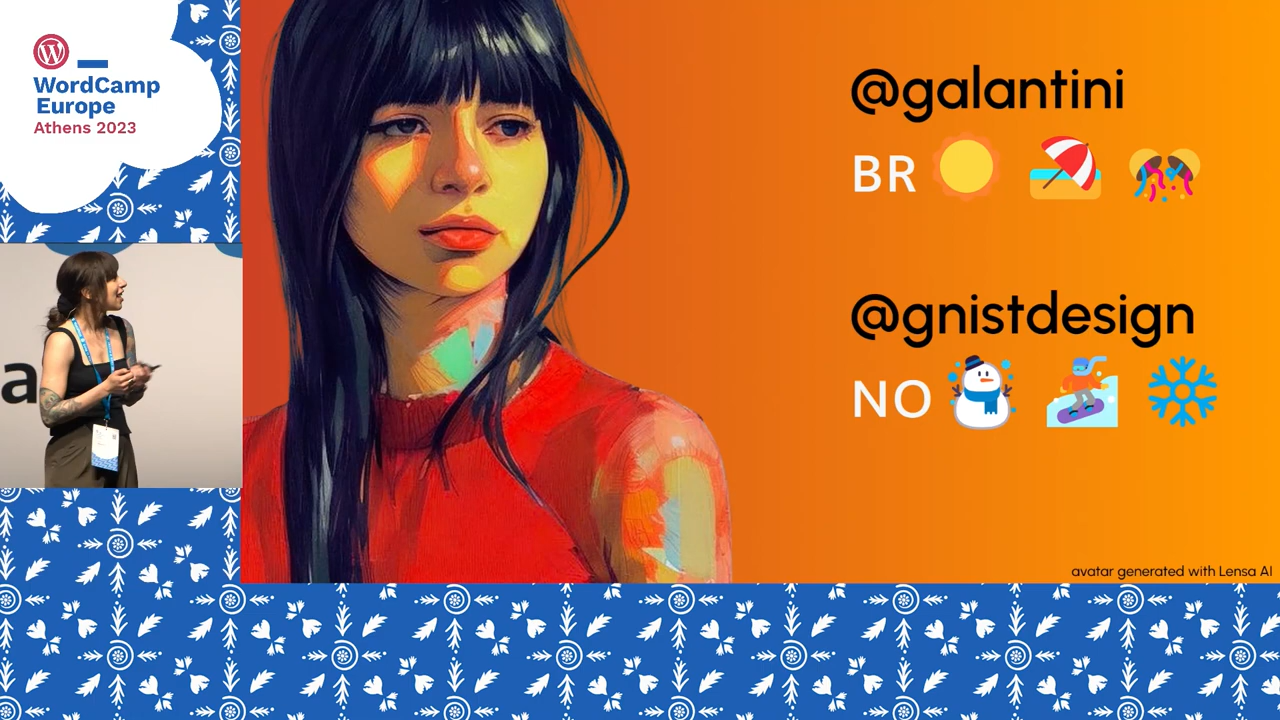 WordCamp
Europe
Athens 2023
a
@galantini
BR
@gnistdesign
NO
avatar generated with Lensa AI